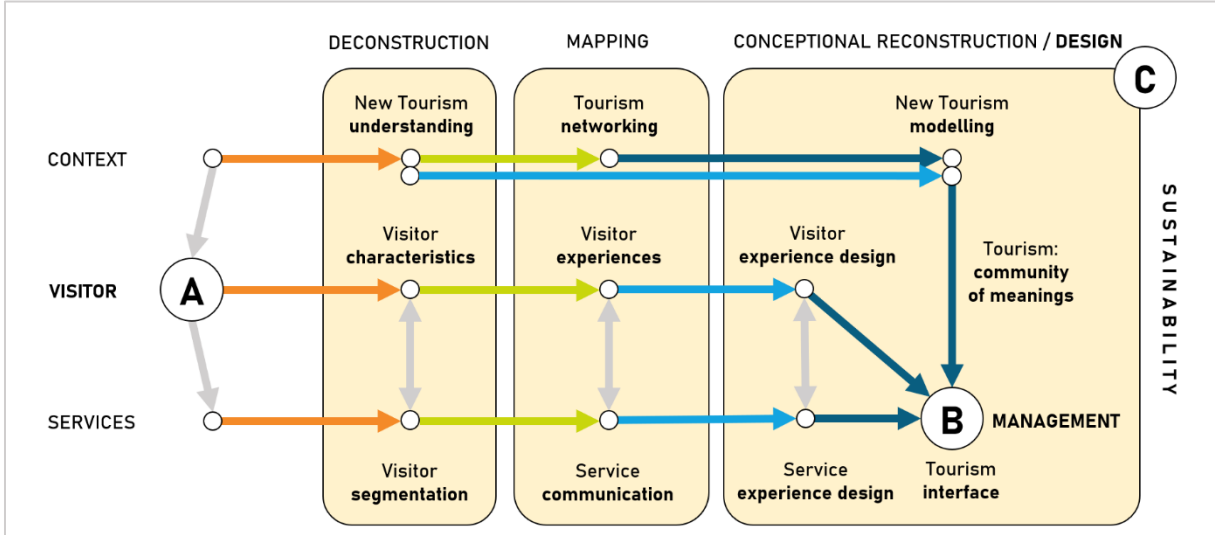 DECONSTRUCTION
MAPPING
CONCEPTIONAL RECONSTRUCTION / DESIGN
C
New Tourism
understanding
Tourism
networking
New Tourism
modelling
CONTEXT
Visitor
characteristics
Visitor
experiences
Visitor
experience design
Tourism:
community
of meanings
VISITOR
A
SERVICES
B
MANAGEMENT
Visitor
segmentation
Service
communication
Service
experience design
Tourism
interface
SUSTAINABILITY